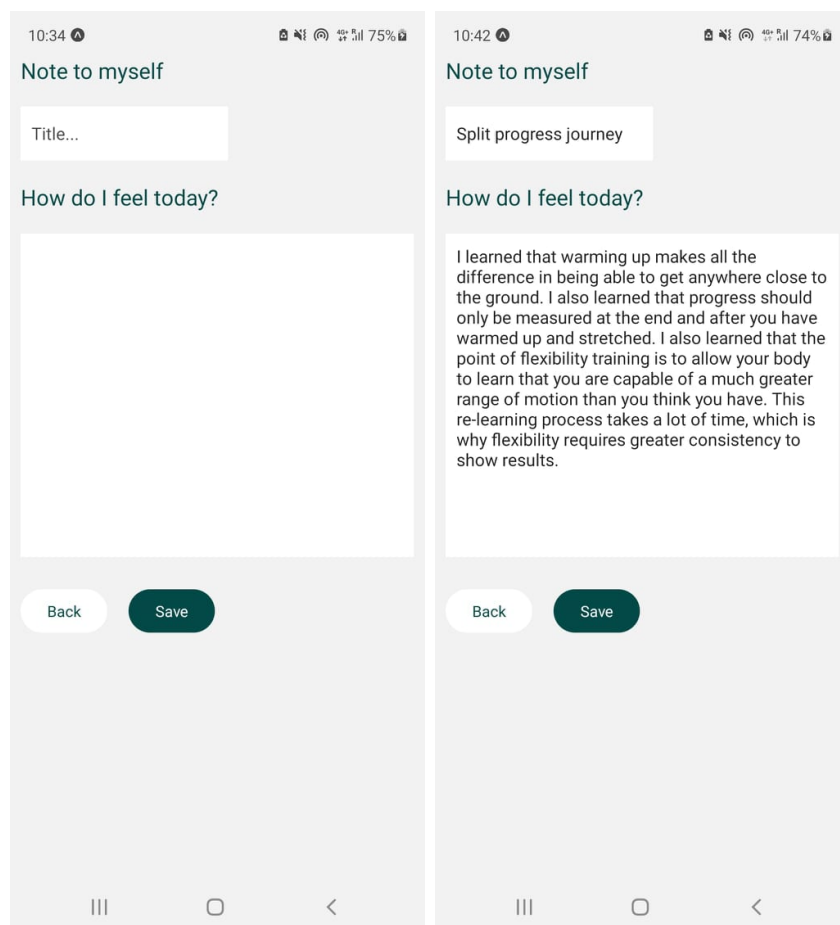 10:34
75%
Note to myself
Title...
How do I feel today?
Back
Save
10:42
74%
Note to myself
Split progress journey
How do I feel today?
I learned that warming up makes all the
difference in being able to get anywhere close to
the ground. I also learned that progress should
only be measured at the end and after you have
warmed up and stretched. I also learned that the
point of flexibility training is to allow your body
to learn that you are capable of a much greater
range of motion than you think you have. This
re-learning process takes a lot of time, which is
why flexibility requires greater consistency to
show results.
Back
Save